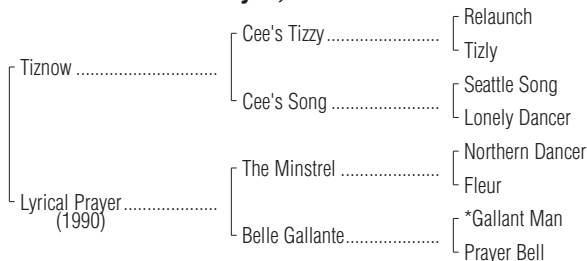 Relaunch
Cee's Tizzy
Tizly
Tiznow
Seattle Song
Cee's Song
Lonely Dancer
Northern Dancer
The Minstrel
Fleur
Lyrical Prayer
(1990)
*Gallant Man
Belle Gallante
Prayer Bell